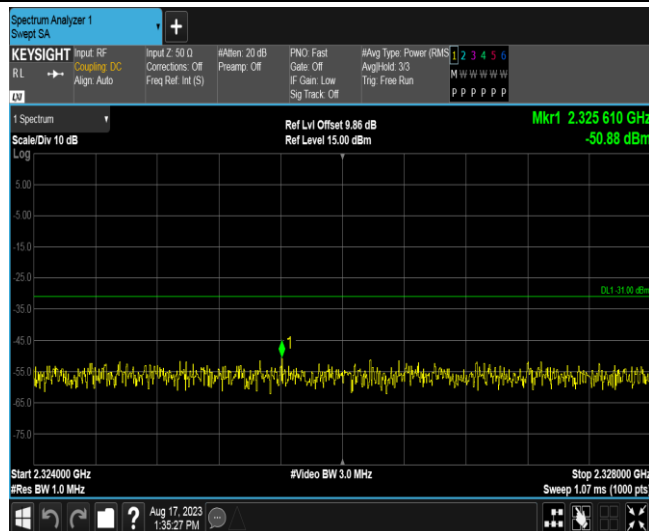 Spectrum Analyzer 1
Swept SA
+
KEYSIGHT
RL
Input: RF
Coupling: DC
Align: Auto
Input Z: 50 Ω
Corrections: Off
Freq Ref: Int (S)
#Atten: 20 dB
Preamp: Off
PNO: Fast
Gate: Off
IF Gain: Low
Sig Track: Off
#Avg Type: Power (RMS
Avg|Hold: 3/3
Trig: Free Run
1 2 3 4 5 6
M W W W W W
P P P P P P
LXI
1 Spectrum
Scale/Div 10 dB
Ref Lvl Offset 9.86 dB
Ref Level 15.00 dBm
Mkr1 2.325 610 GHz
-50.88 dBm
Log
5.00
-5.00
-15.0
-25.0
DL1 -31.00 dBm
-35.0
-45.0
1
-55.0
-65.0
-75.0
Start 2.324000 GHz
#Res BW 1.0 MHz
#Video BW 3.0 MHz
Stop 2.328000 GHz
Sweep 1.07 ms (1000 pts)
?
Aug 17, 2023
1:35:27 PM